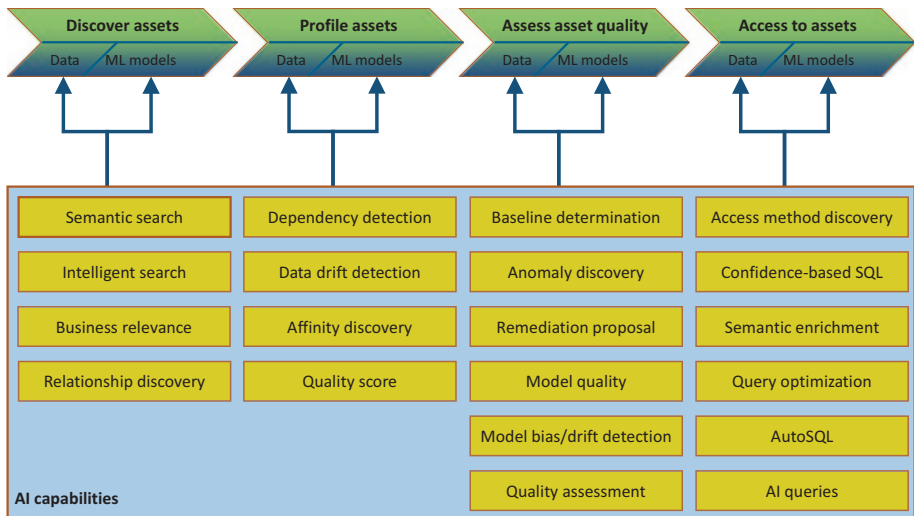 Discover assets
Data
ML models
Profile assets
Data
ML models
Assess asset quality
Data
ML models
Access to assets
Data
ML models
Semantic search
Dependency detection
Baseline determination
Access method discovery
Intelligent search
Data drift detection
Anomaly discovery
Confidence-based SQL
Business relevance
Affinity discovery
Remediation proposal
Semantic enrichment
Relationship discovery
Quality score
Model quality
Query optimization
Model bias/drift detection
AutoSQL
AI capabilities
Quality assessment
AI queries